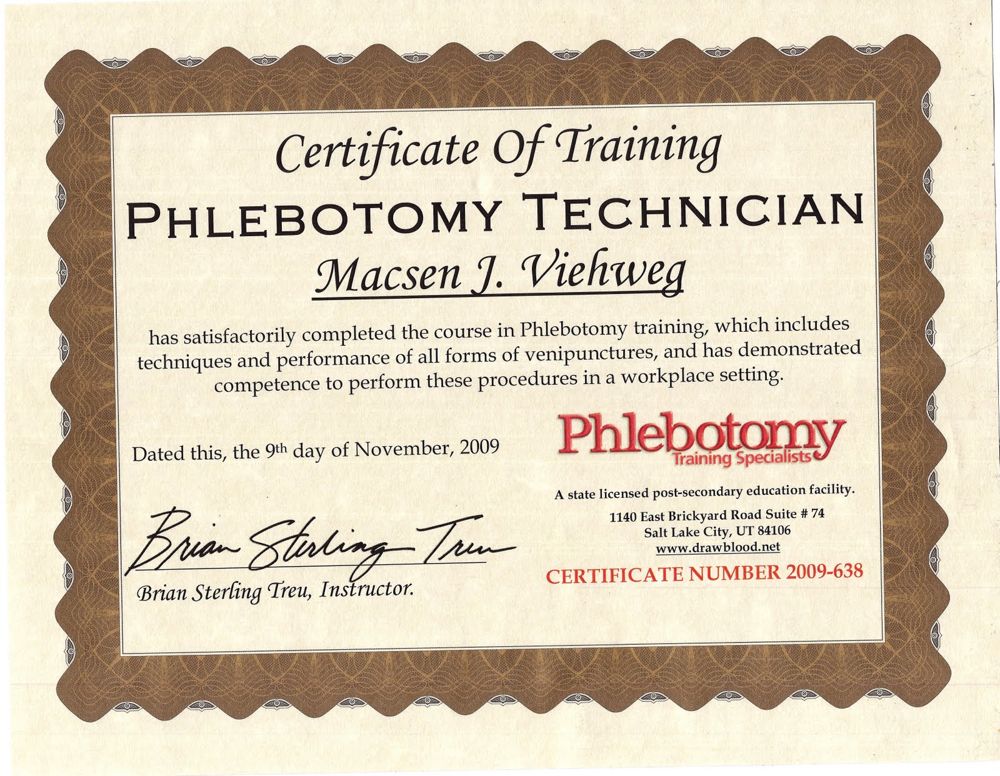 Certificate Of Training
PHLEBOTOMY TECHNICIAN
Macsen J. Viehweg
has satisfactorily completed the course in Phlebotomy training, which includes
techniques and performance of all forms of venipunctures, and has demonstrated
competence to perform these procedures in a workplace setting.
Dated this, the 9th day of November, 2009
Phlebotomy
Training Specialists
A state licensed post-secondary education facility.
1140 East Brickyard Road Suite # 74
Salt Lake City, UT 84106
www.drawblood.net
CERTIFICATE NUMBER 2009-638
Brian Sterling Treu
Brian Sterling Treu, Instructor.